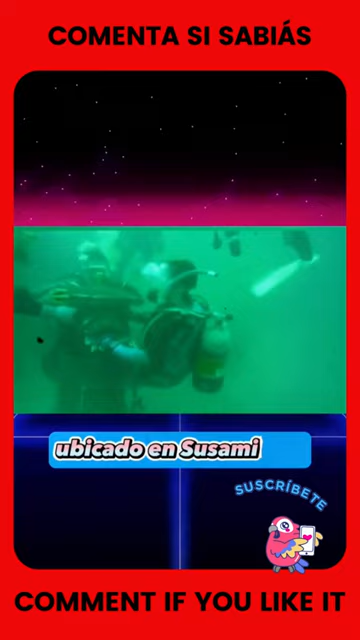 COMENTA SI SABIÁS
ubicado en Susami
SUSCRÍBETE
COMMENT IF YOU LIKE IT